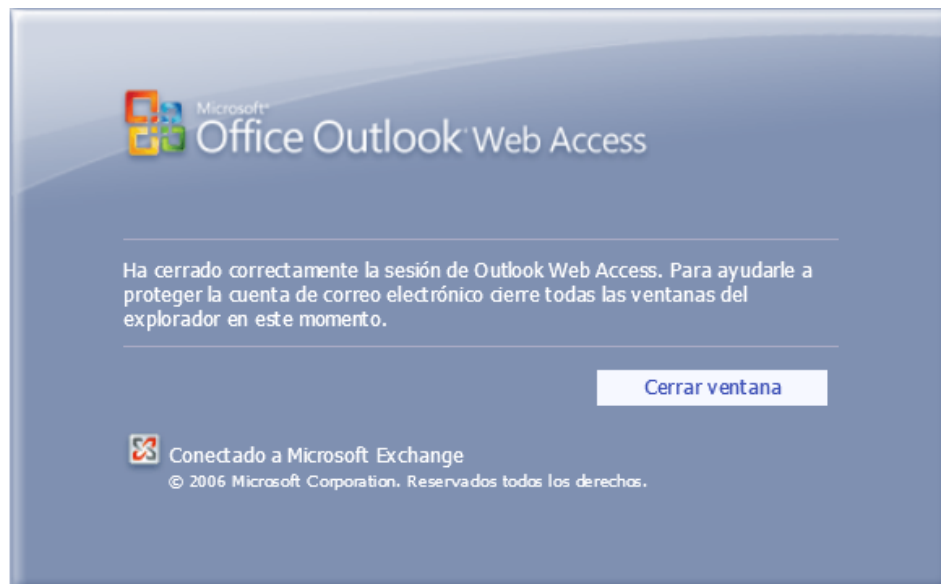 Microsoft®
Office Outlook® Web Access
Ha cerrado correctamente la sesión de Outlook Web Access. Para ayudarle a
proteger la cuenta de correo electrónico cierre todas las ventanas del
explorador en este momento.
Cerrar ventana
Conectado a Microsoft Exchange
© 2006 Microsoft Corporation. Reservados todos los derechos.